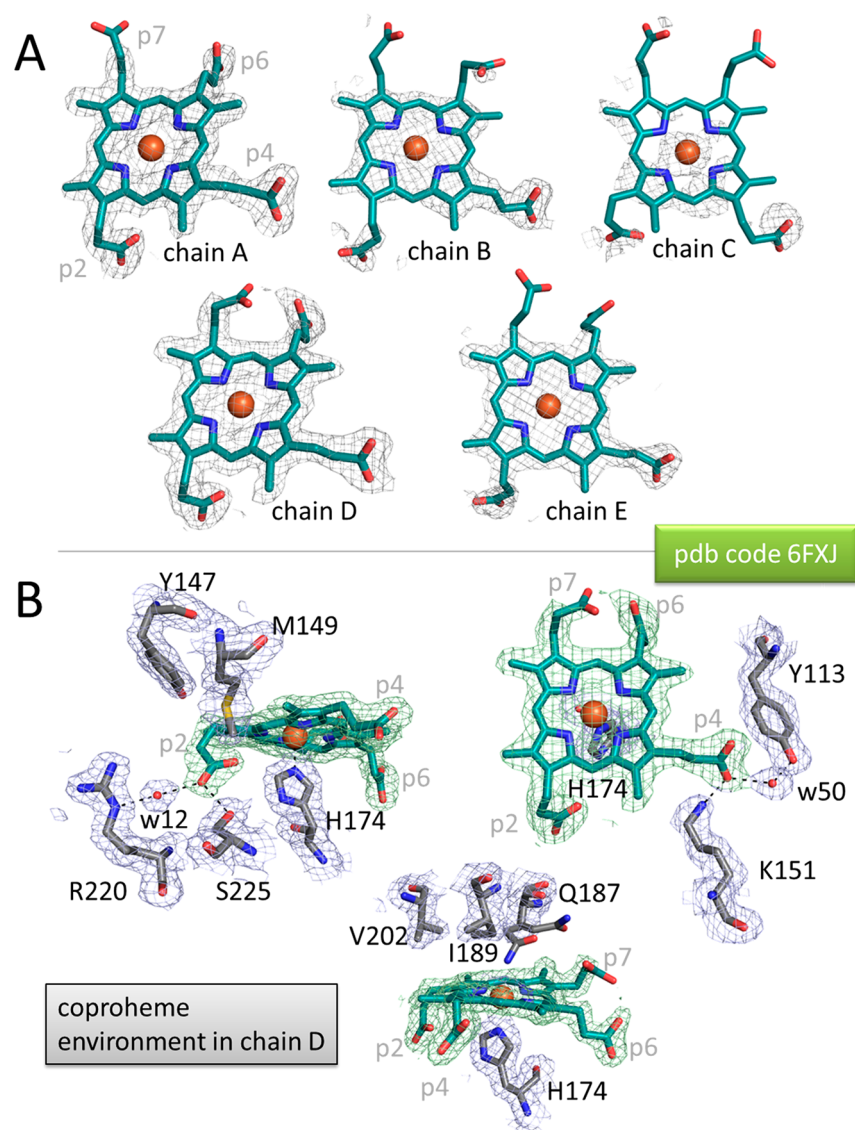 A
p7
p6
p4
p2
chain A
chain B
chain C
chain D
chain E
pdb code 6FXJ
B
Y147
M149
p4
p2
p6
w12
H174
R220
S225
p7
p6
Y113
p4
H174
w50
p2
K151
Q187
V202
I189
p7
p2
p6
p4
H174
coproheme
environment in chain D